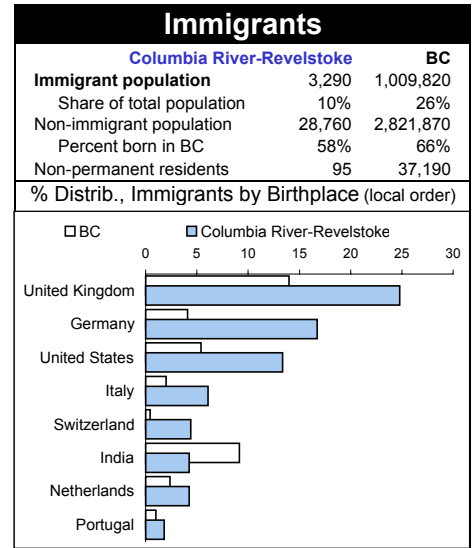 Immigrants
Columbia River-Revelstoke BC
Immigrant population 3,290 1,009,820
Share of total population 10% 26%
Non-immigrant population 28,760 2,821,870
Percent born in BC 58% 66%
Non-permanent residents 95 37,190
% Distrib., Immigrants by Birthplace (local order)
BC Columbia River-Revelstoke
0 5 10 15 20 25 30
United Kingdom
Germany
United States
Italy
Switzerland
India
Netherlands
Portugal